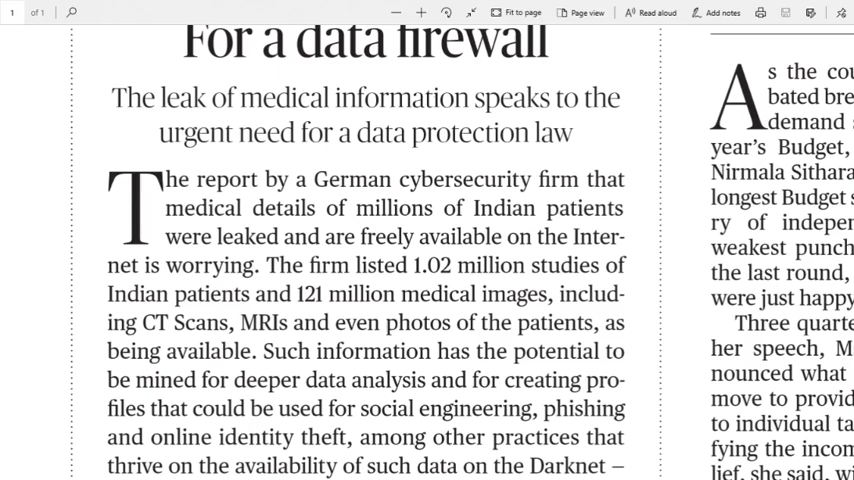 1 of 1 Fit to page Page view Read aloud Add notes
For a data firewall
The leak of medical information speaks to the
urgent need for a data protection law
The report by a German cybersecurity firm that
medical details of millions of Indian patients
were leaked and are freely available on the Inter-
net is worrying. The firm listed 1.02 million studies of
Indian patients and 121 million medical images, includ-
ing CT Scans, MRIs and even photos of the patients, as
being available. Such information has the potential to
be mined for deeper data analysis and for creating pro-
files that could be used for social engineering, phishing
and online identity theft, among other practices that
thrive on the availability of such data on the Darknet –
As the cou
bated bre
demand s
year's Budget,
Nirmala Sithara
longest Budget s
ry of indepen
weakest punch
the last round,
were just happy
Three quarte
her speech, M
nounced what
move to provid
to individual ta
fying the incom
lief, she said, wi